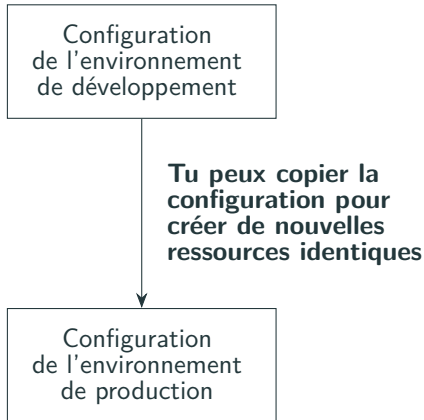 Configuration
de l'environnement
de développement
Tu peux copier la
configuration pour
créer de nouvelles
ressources identiques
Configuration
de l'environnement
de production